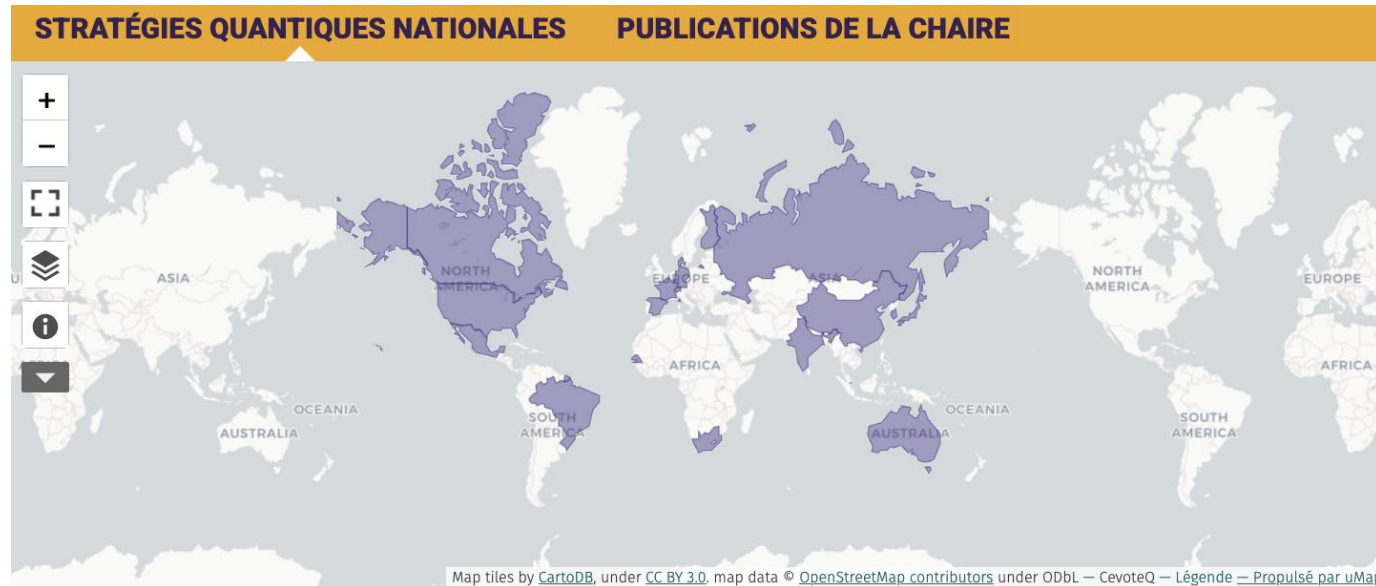 STRATÉGIES QUANTIQUES NATIONALES PUBLICATIONS DE LA CHAIRE
+
−
NORTH AMERICA
NORTH
AMERICA
ASIA
EUROPE
ASIA
EUROPE
AFRICA
AFRICA
OCEANIA
OCEANIA
SOUTH
AMERICA
SOUTH
AMERICA
AUSTRALIA
AUSTRALIA
Map tiles by CartoDB, under CC BY 3.0. map data © OpenStreetMap contributors under ODbL — CevoteQ — Légende — Propulsé par uMap